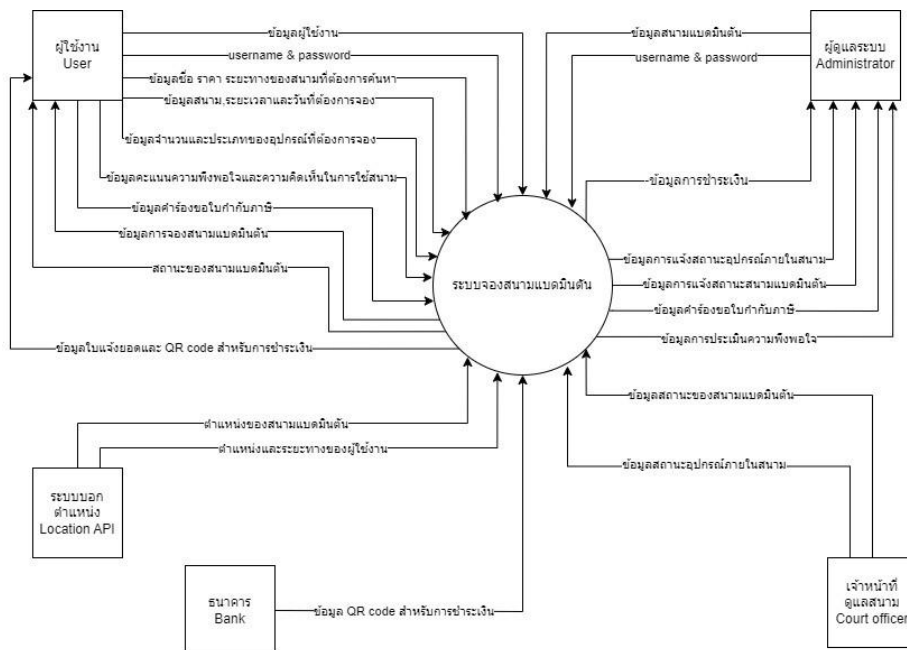 ผู้ใช้งาน
User
ข้อมูลผู้ใช้งาน
username & password
ข้อมูลชื่อ ราคา ระยะทางของสนามที่ต้องการค้นหา
ข้อมูลสนาม,ระยะเวลาและวันที่ต้องการจอง
ข้อมูลจำนวนและประเภทของอุปกรณ์ที่ต้องการจอง
ข้อมูลคะแนนความพึงพอใจและความคิดเห็นในการใช้สนาม
ข้อมูลคำร้องขอใบกำกับภาษี
ข้อมูลการจองสนามแบดมินตัน
สถานะของสนามแบดมินตัน
ข้อมูลใบแจ้งยอดและ QR code สำหรับการชำระเงิน
ข้อมูลสนามแบดมินตัน
username & password
ผู้ดูแลระบบ
Administrator
ข้อมูลการชำระเงิน
ข้อมูลการแจ้งสถานะอุปกรณ์ภายในสนาม
ข้อมูลการแจ้งสถานะสนามแบดมินตัน
ข้อมูลคำร้องขอใบกำกับภาษี
ข้อมูลการประเมินความพึงพอใจ
ระบบจองสนามแบดมินตัน
ตำแหน่งของสนามแบดมินตัน
ตำแหน่งและระยะทางของผู้ใช้งาน
ระบบบอก
ตำแหน่ง
Location API
ข้อมูลสถานะของสนามแบดมินตัน
ข้อมูลสถานะอุปกรณ์ภายในสนาม
ธนาคาร
Bank
ข้อมูล QR code สำหรับการชำระเงิน
เจ้าหน้าที่
ดูแลสนาม
Court officer